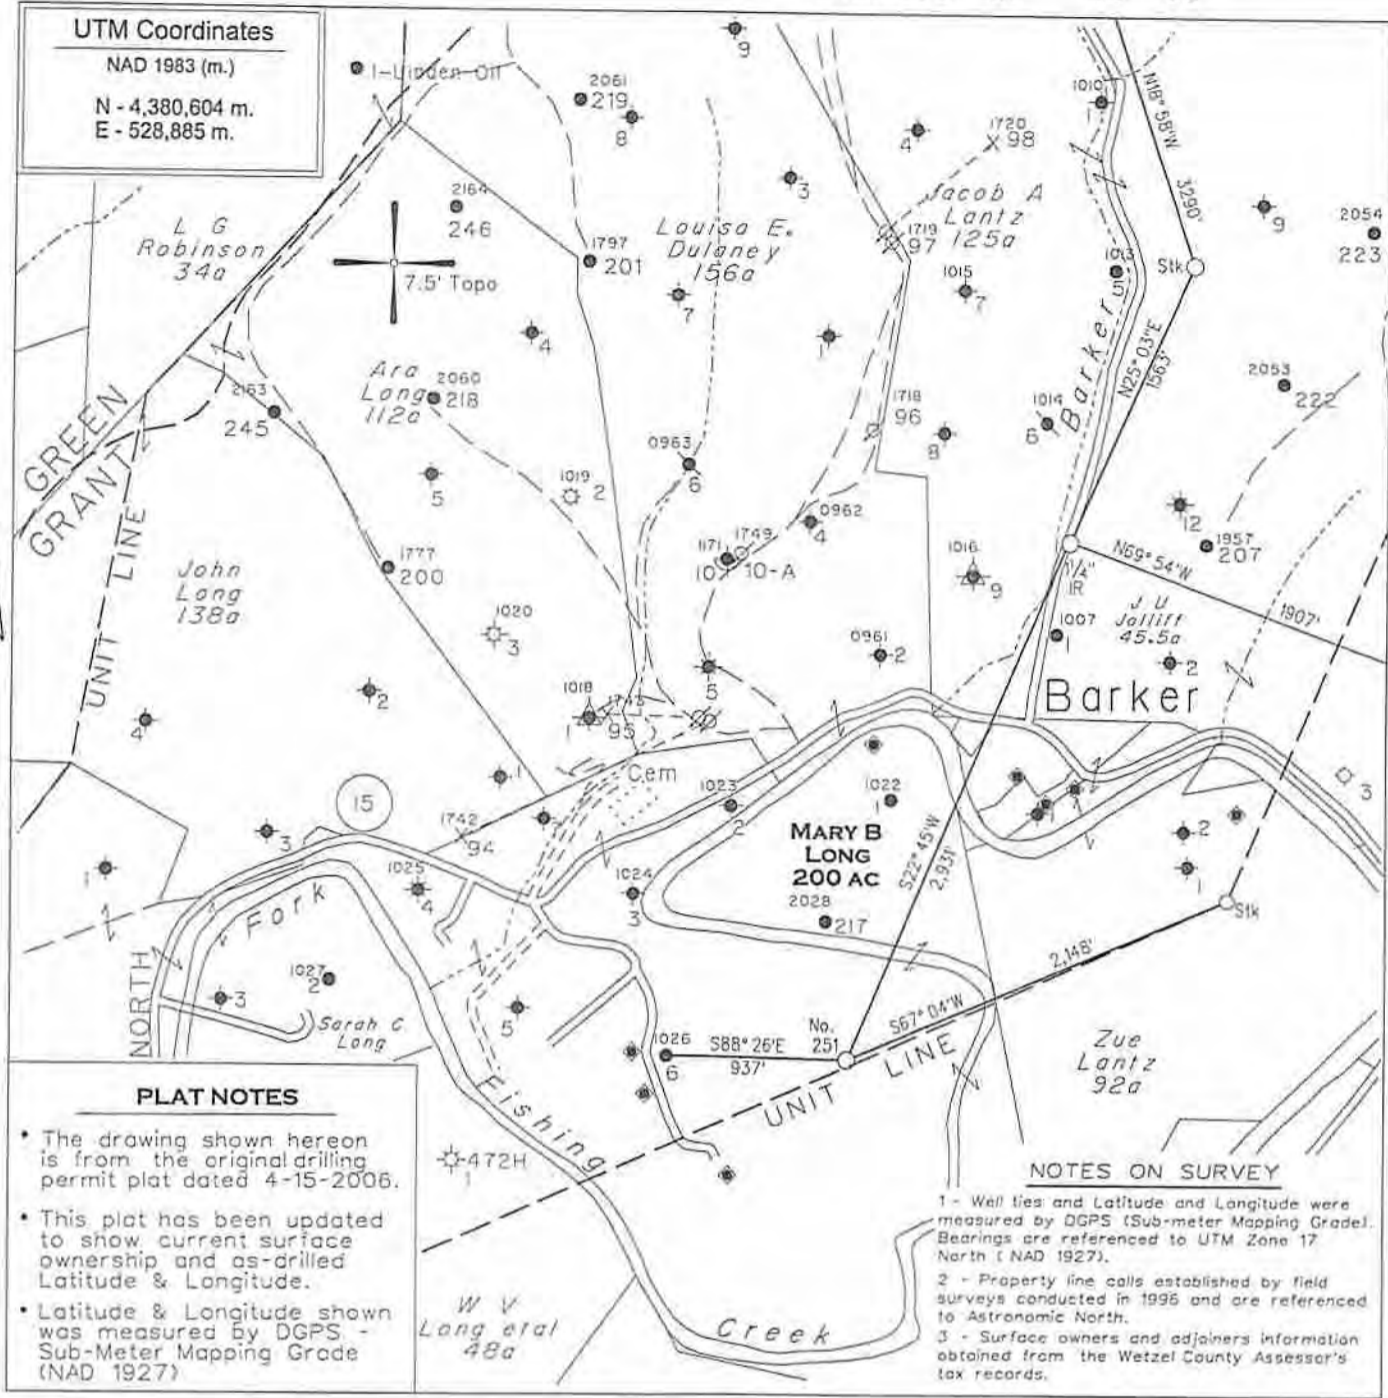 UTM Coordinates
NAD 1983 (m.)
N - 4,380,604 m.
E - 528,885 m.
1-Linden Oil
9
2061
219
8
4
1720
98
1010
1
N18° 58'W
3290'
9
2054
223
L G
Robinson
34a
2164
246
7.5' Topo
1797
201
Louisa E.
Dulaney
156a
3
7
Jacob A
Lantz
125a
1719
97
1015
7
1013
5
Stk
Barker
N25° 03"E
1563'
4
1
Ara
Long
112a
2060
218
2163
245
1718
96
8
1014
6
2053
222
GREEN
GRANT
5
1019
2
0963
6
0962
4
12
1957
207
UNIT LINE
John
Long
138a
1777
200
1020
3
1171
10
1749
10-A
1016
9
1 1/4"
IR
N69° 54'W
1907'
J U
Jolliff
45.5a
1007
1
2
0961
2
5
Barker
4
2
1018
1
1743
95
Cem
1
15
3
1742
94
2
1025
4
1
1023
2
1022
1
MARY B
LONG
200 AC
2028
217
S22° 45'W
2,931'
1024
3
1
2
1
3
Stk
Fork
NORTH
1027
2
3
Sarah C.
Long
5
1026
6
S88° 26'E
937'
No.
251
S67° 04'W
2,148'
UNIT LINE
Zue
Lantz
92a
Fishing
472H
1
Creek
W V
Long etal
48a
PLAT NOTES
• The drawing shown hereon
is from the original drilling
permit plat dated 4-15-2006.
• This plat has been updated
to show current surface
ownership and as-drilled
Latitude & Longitude.
• Latitude & Longitude shown
was measured by DGPS -
Sub-Meter Mapping Grade
(NAD 1927)
NOTES ON SURVEY
1 - Well ties and Latitude and Longitude were
measured by DGPS (Sub-meter Mapping Grade).
Bearings are referenced to UTM Zone 17
North ( NAD 1927).
2 - Property line calls established by field
surveys conducted in 1996 and are referenced
to Astronomic North.
3 - Surface owners and adjoiners information
obtained from the Wetzel County Assessor's
tax records.